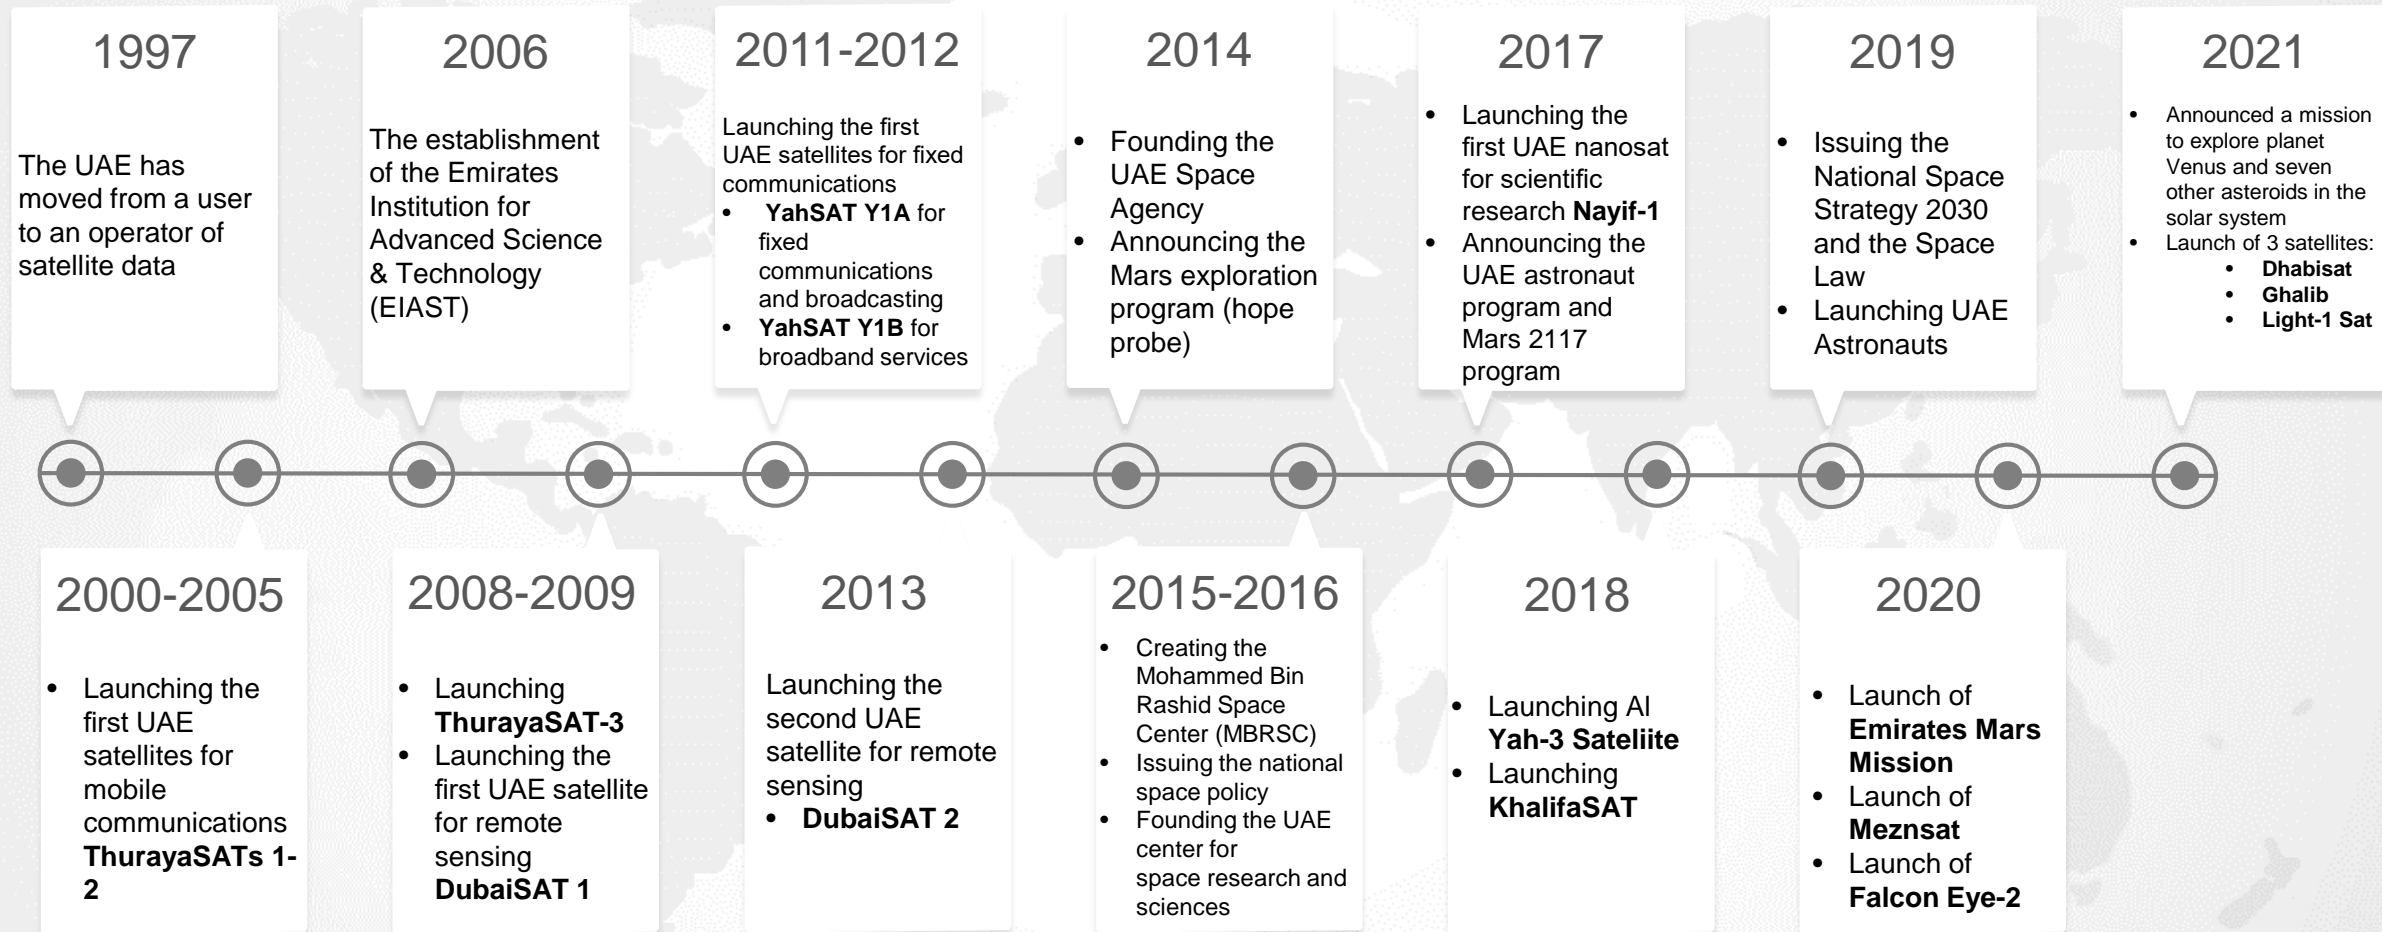 1997
The UAE has
moved from a user
to an operator of
satellite data
2000-2005
• Launching the
first UAE
satellites for
mobile
communications
ThurayaSATs 1-
2
2006
The establishment
of the Emirates
Institution for
Advanced Science
& Technology
(EIAST)
2008-2009
• Launching
ThurayaSAT-3
• Launching the
first UAE satellite
for remote
sensing
DubaiSAT 1
2011-2012
Launching the first
UAE satellites for fixed
communications
• YahSAT Y1A for
fixed
communications
and broadcasting
• YahSAT Y1B for
broadband services
2013
Launching the
second UAE
satellite for remote
sensing
• DubaiSAT 2
2014
• Founding the
UAE Space
Agency
• Announcing the
Mars exploration
program (hope
probe)
2015-2016
• Creating the
Mohammed Bin
Rashid Space
Center (MBRSC)
• Issuing the national
space policy
• Founding the UAE
center for
space research and
sciences
2017
• Launching the
first UAE nanosat
for scientific
research Nayif-1
• Announcing the
UAE astronaut
program and
Mars 2117
program
2018
• Launching Al
Yah-3 Sateliite
• Launching
KhalifaSAT
2019
• Issuing the
National Space
Strategy 2030
and the Space
Law
• Launching UAE
Astronauts
2020
• Launch of
Emirates Mars
Mission
• Launch of
Meznsat
• Launch of
Falcon Eye-2
2021
• Announced a mission
to explore planet
Venus and seven
other asteroids in the
solar system
• Launch of 3 satellites:
• Dhabisat
• Ghalib
• Light-1 Sat